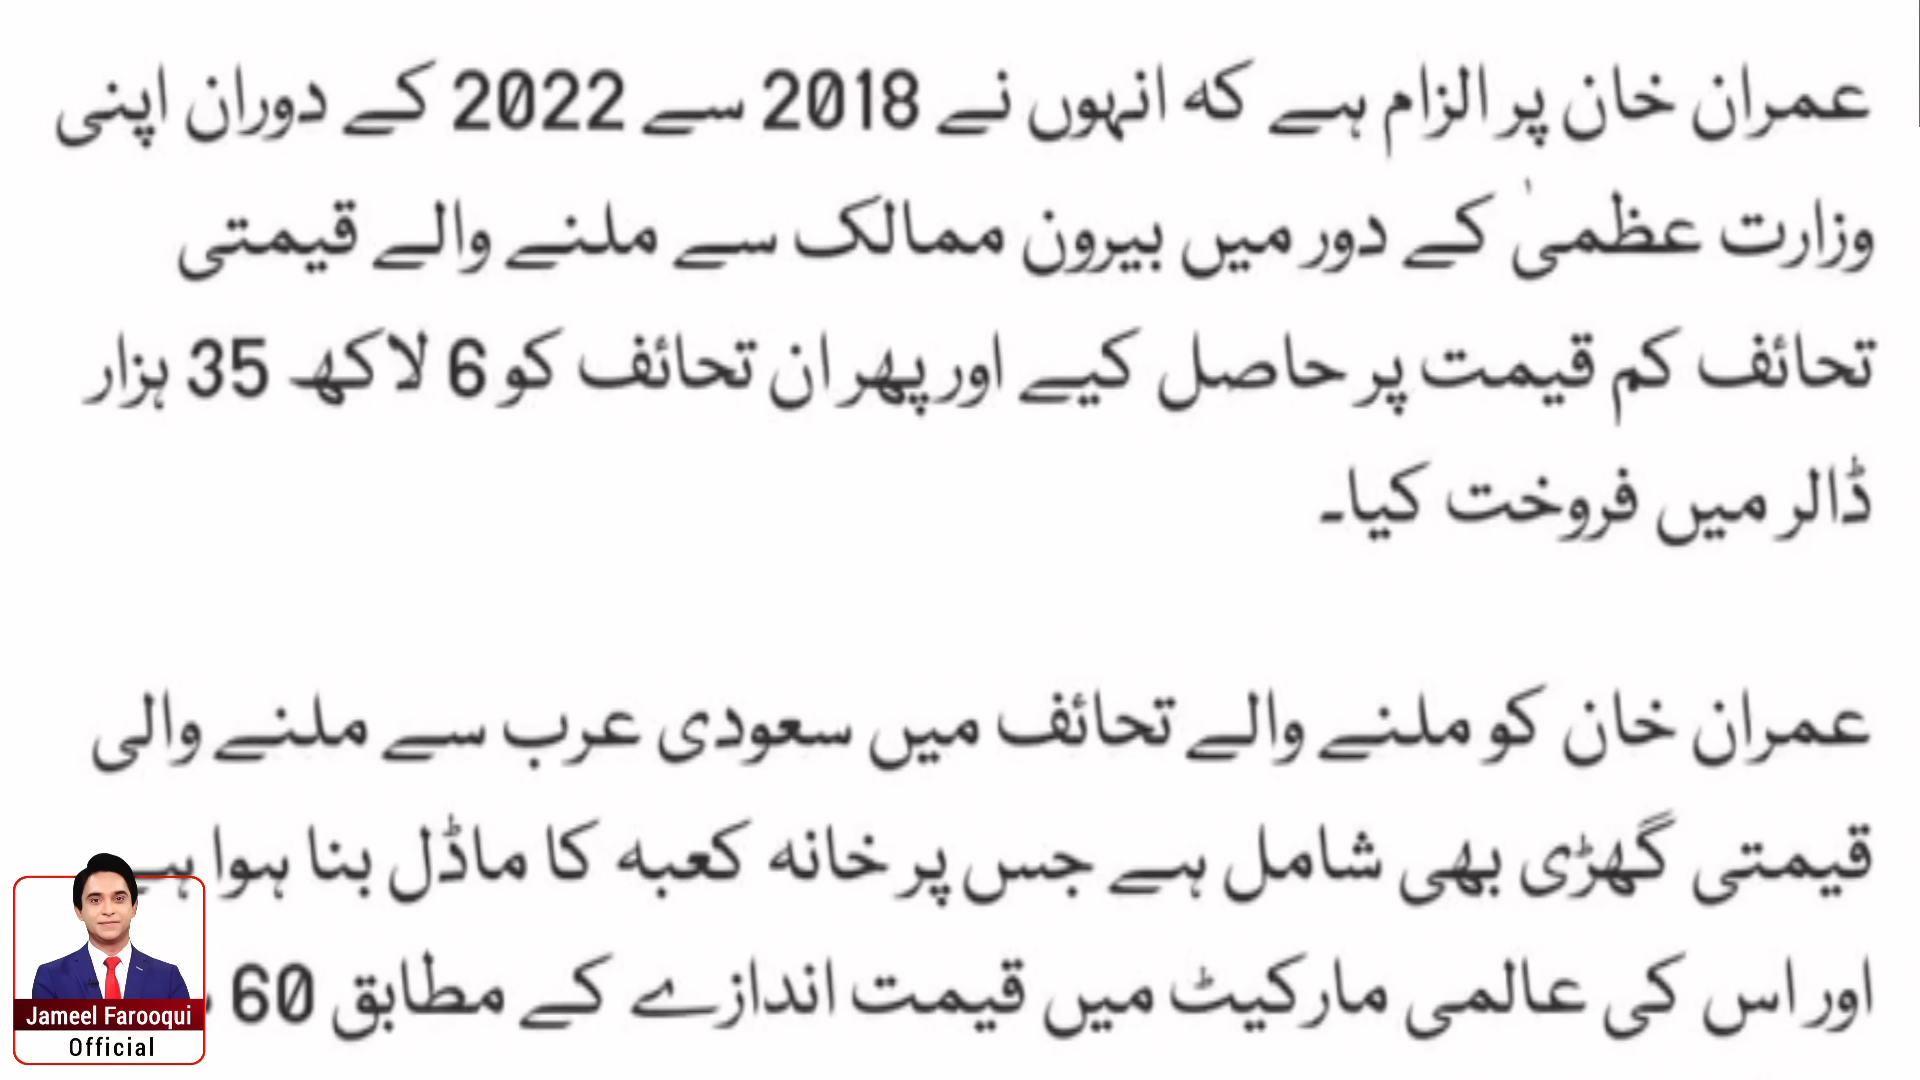 عمران خان پر الزام ہے کہ انہوں نے 2018 سے 2022 کے دوران اپنی
وزارت عظمیٰ کے دور میں بیرون ممالک سے ملنے والے قیمتی
تحائف کم قیمت پر حاصل کیے اور پھر ان تحائف کو 6 لاکھ 35 ہزار
ڈالر میں فروخت کیا۔
عمران خان کو ملنے والے تحائف میں سعودی عرب سے ملنے والی
قیمتی گھڑی بھی شامل ہے جس پر خانہ کعبہ کا ماڈل بنا ہوا ہے
اور اس کی عالمی مارکیٹ میں قیمت اندازے کے مطابق 60
Jameel Farooqui
Official